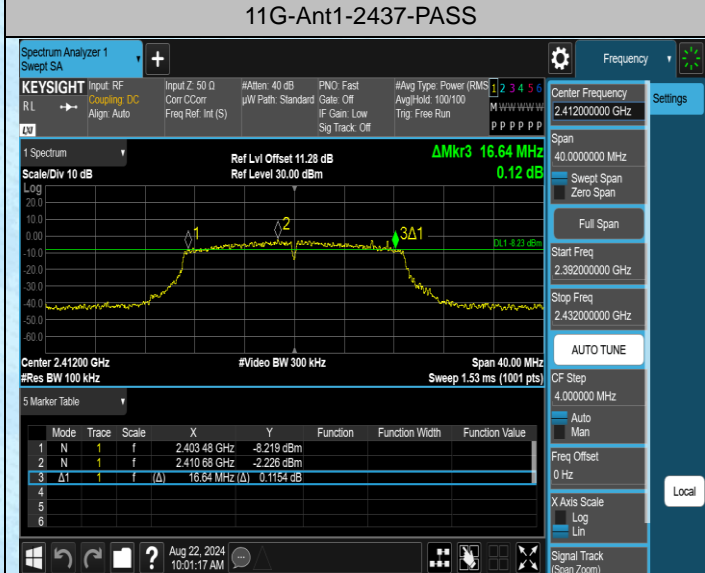 11G-Ant1-2437-PASS
Spectrum Analyzer 1
Swept SA
+
Frequency
KEYSIGHT
RL
LXI
Input: RF
Coupling: DC
Align: Auto
Input Z: 50 Ω
Corr CCorr
Freq Ref: Int (S)
#Atten: 40 dB
µW Path: Standard
PNO: Fast
Gate: Off
IF Gain: Low
Sig Track: Off
#Avg Type: Power (RMS
Avg|Hold: 100/100
Trig: Free Run
1 2 3 4 5 6
M W W W W W
P P P P P P
Center Frequency
2.412000000 GHz
Settings
Span
40.0000000 MHz
Swept Span
Zero Span
Full Span
Start Freq
2.392000000 GHz
Stop Freq
2.432000000 GHz
AUTO TUNE
CF Step
4.000000 MHz
Auto
Man
Freq Offset
0 Hz
X Axis Scale
Log
Lin
Signal Track
(Span Zoom)
Local
1 Spectrum
Scale/Div 10 dB
Ref Lvl Offset 11.28 dB
Ref Level 30.00 dBm
ΔMkr3 16.64 MHz
0.12 dB
Log
20.0
10.0
0.00
-10.0
-20.0
-30.0
-40.0
-50.0
-60.0
1
2
3Δ1
DL1 -8.23 dBm
Center 2.41200 GHz
#Video BW 300 kHz
Span 40.00 MHz
#Res BW 100 kHz
Sweep 1.53 ms (1001 pts)
5 Marker Table
Mode Trace Scale X Y Function Function Width Function Value
1 N 1 f 2.403 48 GHz -8.219 dBm
2 N 1 f 2.410 68 GHz -2.226 dBm
3 Δ1 1 f (Δ) 16.64 MHz (Δ) 0.1154 dB
4
5
6
?
Aug 22, 2024
10:01:17 AM